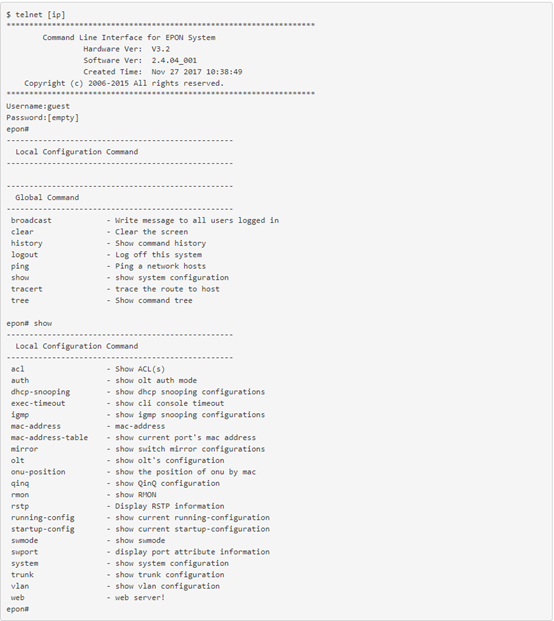 $ telnet [ip]
********************************************************************
Command Line Interface for EPON System
Hardware Ver: V3.2
Software Ver: 2.4.04_001
Created Time: Nov 27 2017 10:38:49
Copyright (c) 2006-2015 All rights reserved.
********************************************************************
Username:guest
Password:[empty]
epon#
--------------------------------------------------
Local Configuration Command
--------------------------------------------------
--------------------------------------------------
Global Command
--------------------------------------------------
broadcast - Write message to all users logged in
clear - Clear the screen
history - Show command history
logout - Log off this system
ping - Ping a network hosts
show - show system configuration
tracert - trace the route to host
tree - Show command tree
epon# show
--------------------------------------------------
Local Configuration Command
--------------------------------------------------
acl - Show ACL(s)
auth - show olt auth mode
dhcp-snooping - show dhcp snooping configurations
exec-timeout - show cli console timeout
igmp - show igmp snooping configurations
mac-address - mac-address
mac-address-table - show current port's mac address
mirror - show switch mirror configurations
olt - show olt's configuration
onu-position - show the position of onu by mac
qinq - show QinQ configuration
rmon - show RMON
rstp - Display RSTP information
running-config - show current running-configuration
startup-config - show current startup-configuration
swmode - show swmode
swport - display port attribute information
system - show system configuration
trunk - show trunk configuration
vlan - show vlan configuration
web - web server!
epon#